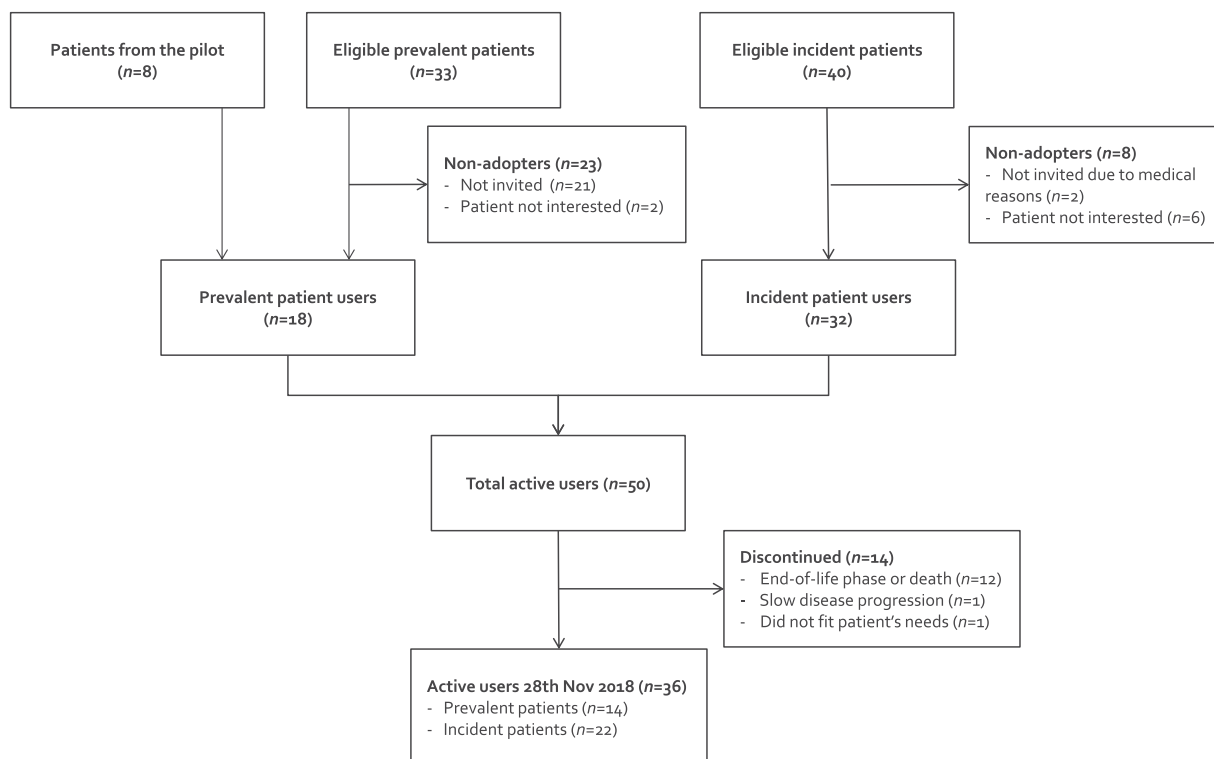 Patients from the pilot
(n=8)
Eligible prevalent patients
(n=33)
Eligible incident patients
(n=40)
Non-adopters (n=23)
- Not invited (n=21)
- Patient not interested (n=2)
Non-adopters (n=8)
- Not invited due to medical
reasons (n=2)
- Patient not interested (n=6)
Prevalent patient users
(n=18)
Incident patient users
(n=32)
Total active users (n=50)
Discontinued (n=14)
- End-of-life phase or death (n=12)
- Slow disease progression (n=1)
- Did not fit patient’s needs (n=1)
Active users 28th Nov 2018 (n=36)
- Prevalent patients (n=14)
- Incident patients (n=22)